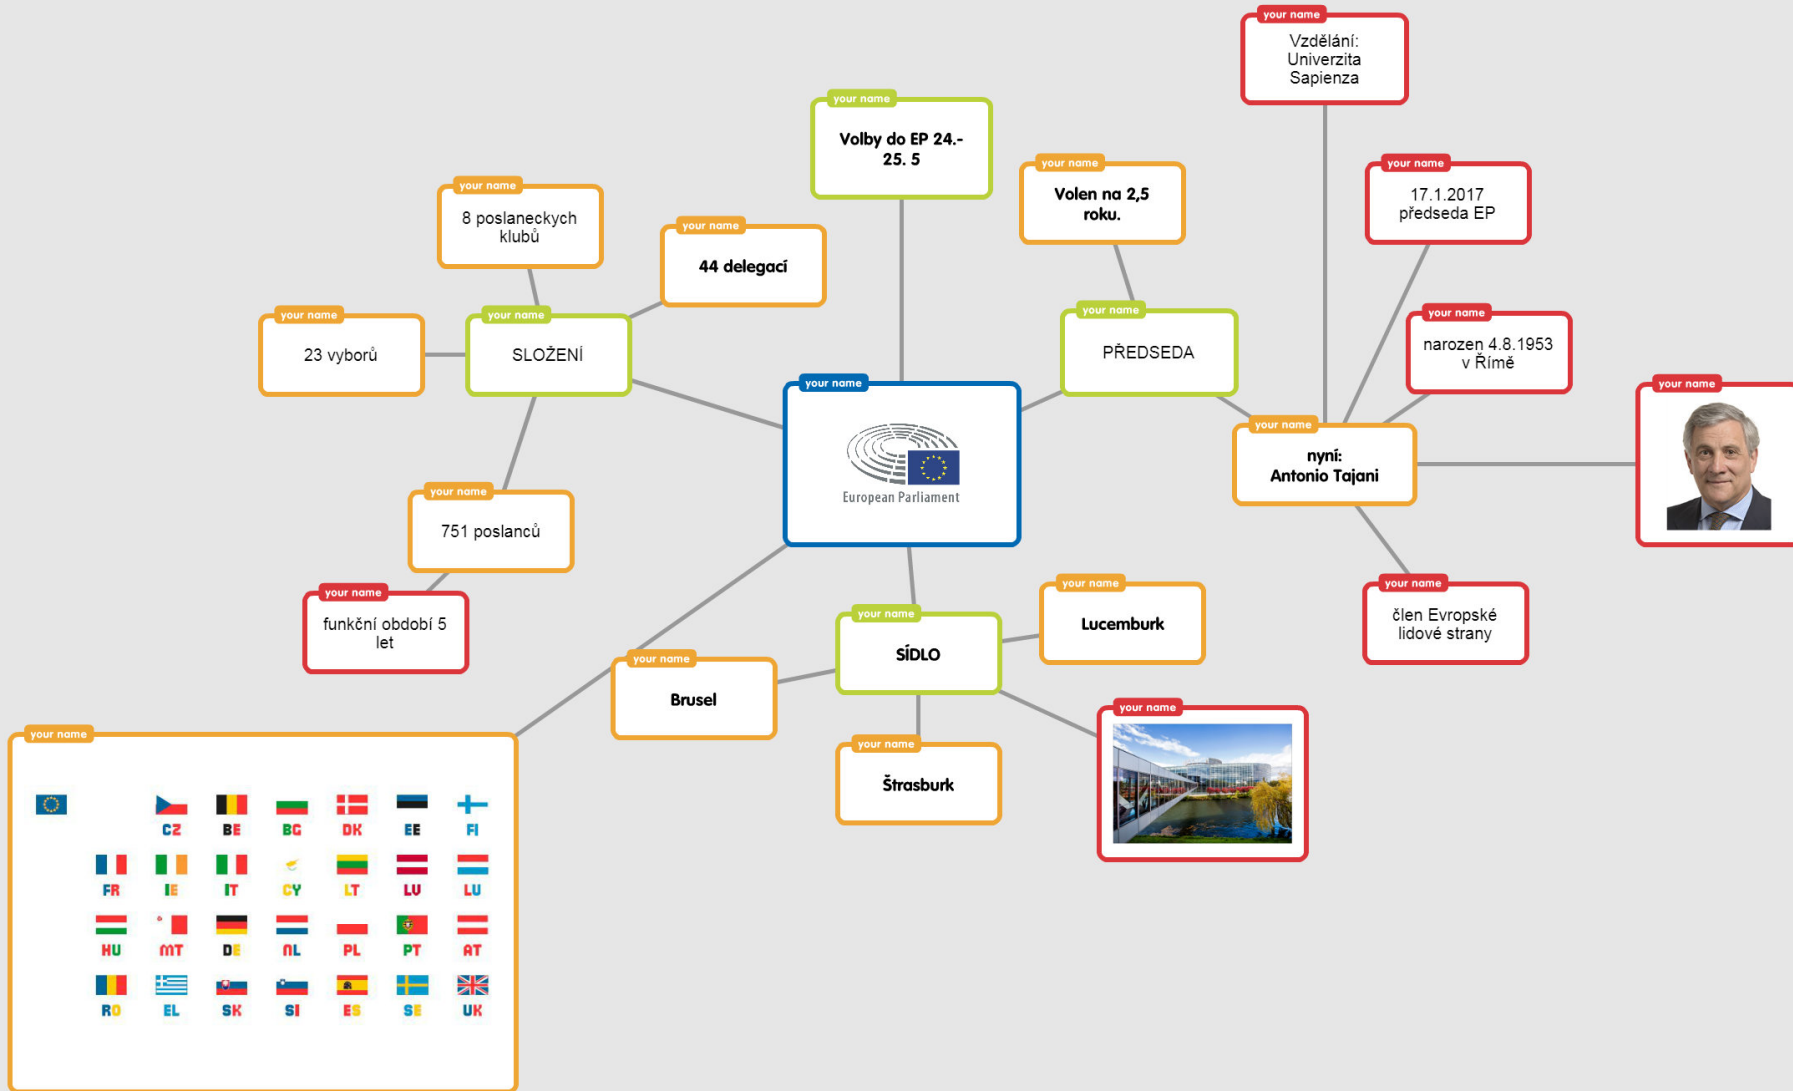 your name
Vzdělání:
Univerzita
Sapienza
your name
Volby do EP 24.-
25. 5
your name
Volen na 2,5
roku.
your name
17.1.2017
předseda EP
your name
8 poslaneckych
klubů
your name
44 delegací
your name
23 vyborů
your name
SLOŽENÍ
your name
PŘEDSEDA
your name
narozen 4.8.1953
v Římě
your name
European Parliament
your name
your name
nyní:
Antonio Tajani
your name
751 poslanců
your name
funkční období 5
let
your name
Lucemburk
your name
člen Evropské
lidové strany
your name
SÍDLO
your name
Brusel
your name
your name
Štrasburk
your name
CZ BE BG DK EE FI
FR IE IT CY LT LV LU
HU MT DE NL PL PT AT
RO EL SK SI ES SE UK